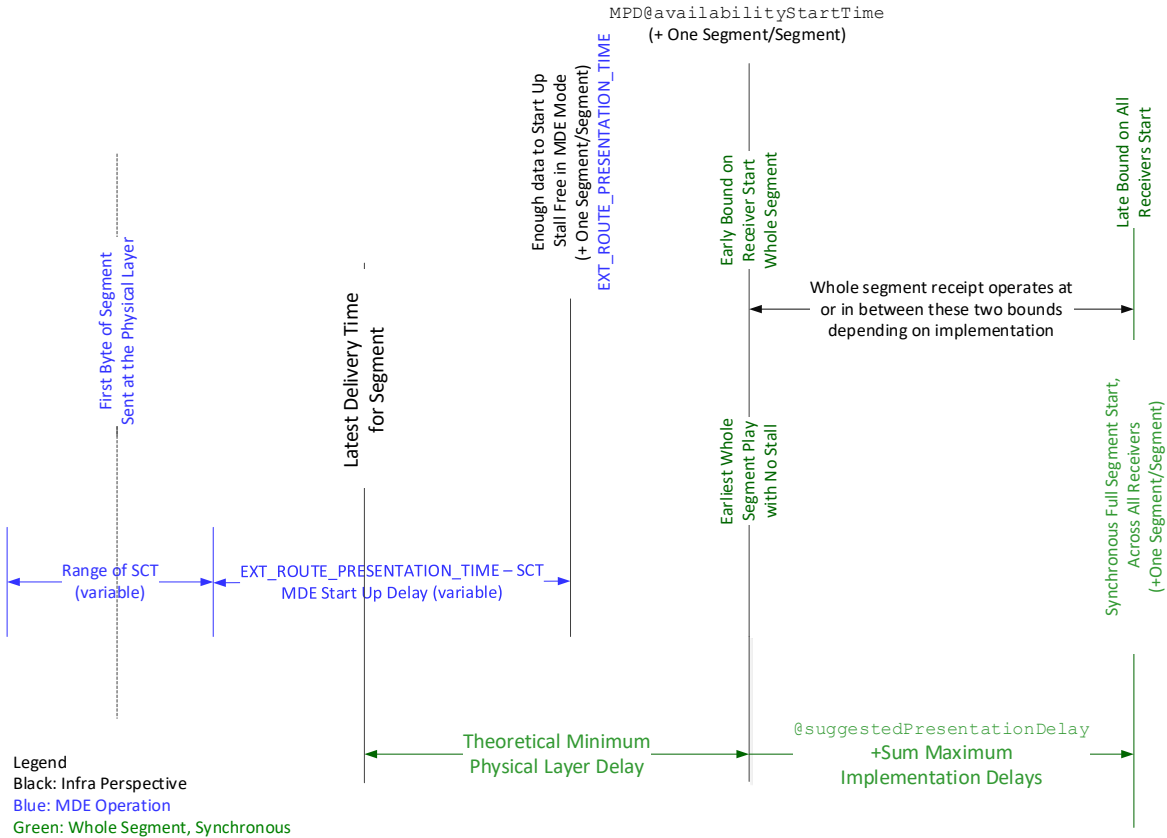 MPD@availabilityStartTime
(+ One Segment/Segment)
Enough data to Start Up
Stall Free in MDE Mode
(+ One Segment/Segment)
EXT_ROUTE_PRESENTATION_TIME
Early Bound on
Receiver Start
Whole Segment
Late Bound on All
Receivers Start
First Byte of Segment
Sent at the Physical Layer
Latest Delivery Time
for Segment
Whole segment receipt operates at
or in between these two bounds
depending on implementation
Earliest Whole
Segment Play
with No Stall
Synchronous Full Segment Start,
Across All Receivers
(+One Segment/Segment)
Range of SCT
(variable)
EXT_ROUTE_PRESENTATION_TIME – SCT
MDE Start Up Delay (variable)
Theoretical Minimum
Physical Layer Delay
@suggestedPresentationDelay
+Sum Maximum
Implementation Delays
Legend
Black: Infra Perspective
Blue: MDE Operation
Green: Whole Segment, Synchronous